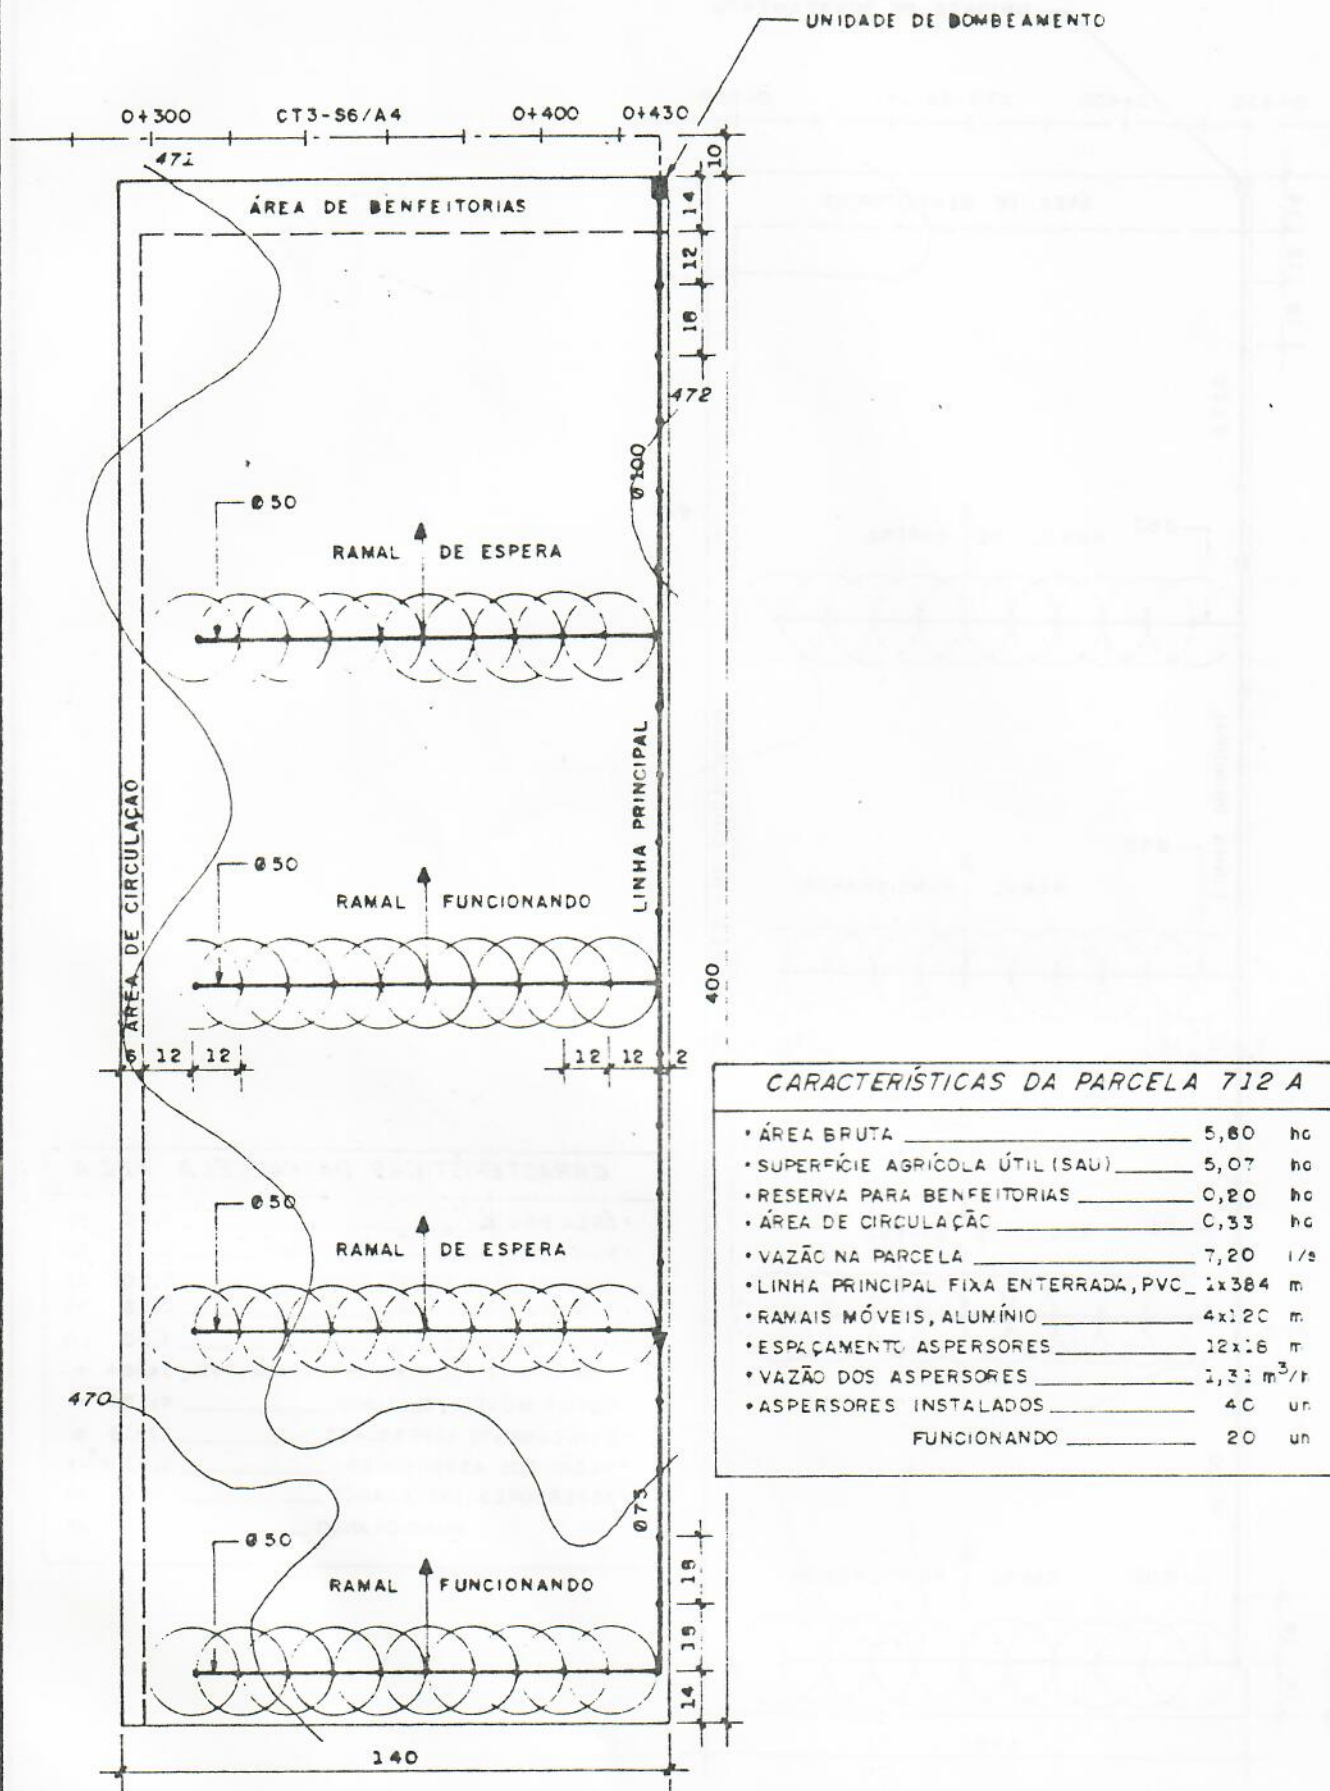 UNIDADE DE BOMBEAMENTO
0+300 CT3-S6/A4 0+400 0+430
471
10
ÁREA DE BENFEITORIAS
14
12
18
472
Ø100
Ø50
RAMAL DE ESPERA
LINHA PRINCIPAL
ÁREA DE CIRCULAÇÃO
Ø50
RAMAL FUNCIONANDO
400
6 12 12 12 12 2
CARACTERÍSTICAS DA PARCELA 712 A
• ÁREA BRUTA 5,60 ha
• SUPERFÍCIE AGRÍCOLA ÚTIL (SAU) 5,07 ha
• RESERVA PARA BENFEITORIAS 0,20 ha
• ÁREA DE CIRCULAÇÃO 0,33 ha
• VAZÃO NA PARCELA 7,20 l/s
• LINHA PRINCIPAL FIXA ENTERRADA, PVC 1x384 m
• RAMAIS MÓVEIS, ALUMÍNIO 4x120 m
• ESPAÇAMENTO ASPERSORES 12x18 m
• VAZÃO DOS ASPERSORES 1,31 m³/h
• ASPERSORES INSTALADOS 40 un
FUNCIONANDO 20 un
Ø50
RAMAL DE ESPERA
470
Ø75
Ø50
RAMAL FUNCIONANDO
18
18
14
140